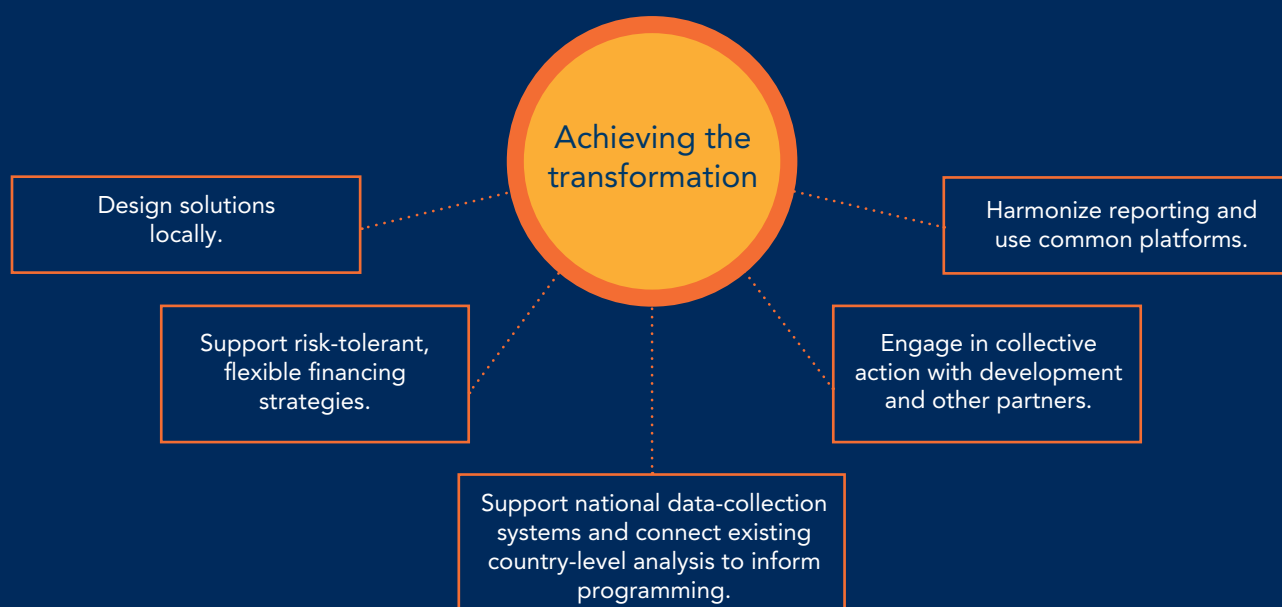 Achieving the
transformation
Design solutions
locally.
Support risk-tolerant,
flexible financing
strategies.
Support national data-collection
systems and connect existing
country-level analysis to inform
programming.
Engage in collective
action with development
and other partners.
Harmonize reporting and
use common platforms.